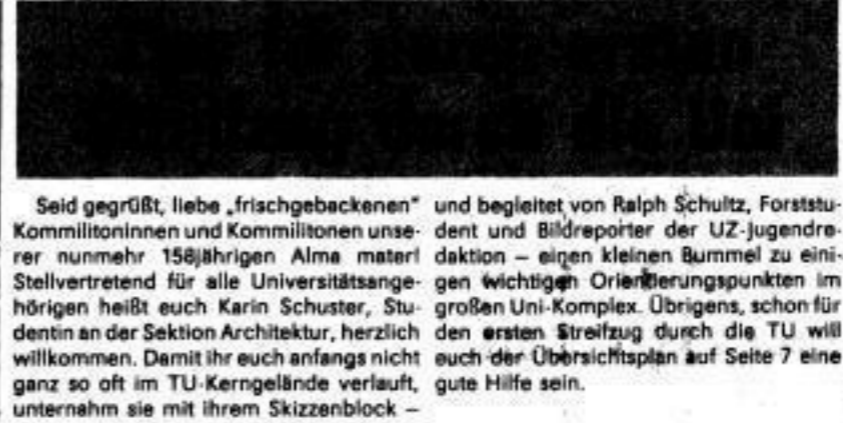 Seid gegrüßt, liebe „frischgebackenen"
Kommilitoninnen und Kommilitonen unse-
rer nunmehr 158jährigen Alma mater!
Stellvertretend für alle Universitätsange-
hörigen heißt euch Karin Schuster, Stu-
dentin an der Sektion Architektur, herzlich
willkommen. Damit ihr euch anfangs nicht
ganz so oft im TU-Kerngelände verlauft,
unternahm sie mit ihrem Skizzenblock –
und begleitet von Ralph Schultz, Forststu-
dent und Bildreporter der UZ-Jugendre-
daktion – einen kleinen Bummel zu eini-
gen wichtigen Orientierungspunkten im
großen Uni-Komplex. Übrigens, schon für
den ersten Streifzug durch die TU will
euch der Übersichtsplan auf Seite 7 eine
gute Hilfe sein.